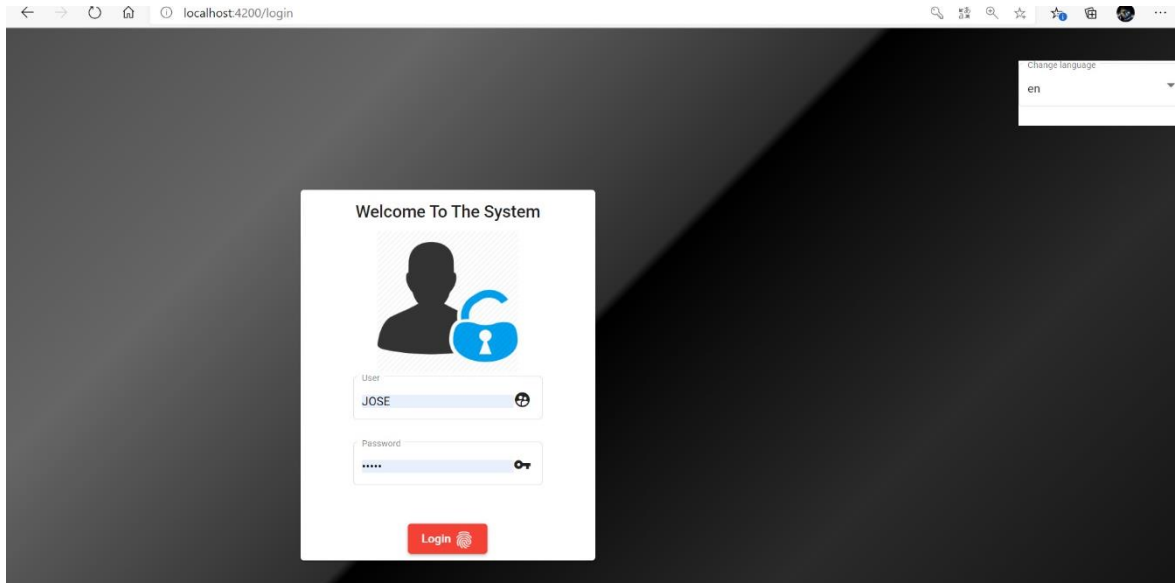 localhost:4200/login
Change language
en
Welcome To The System
User
JOSE
Password
•••••
Login